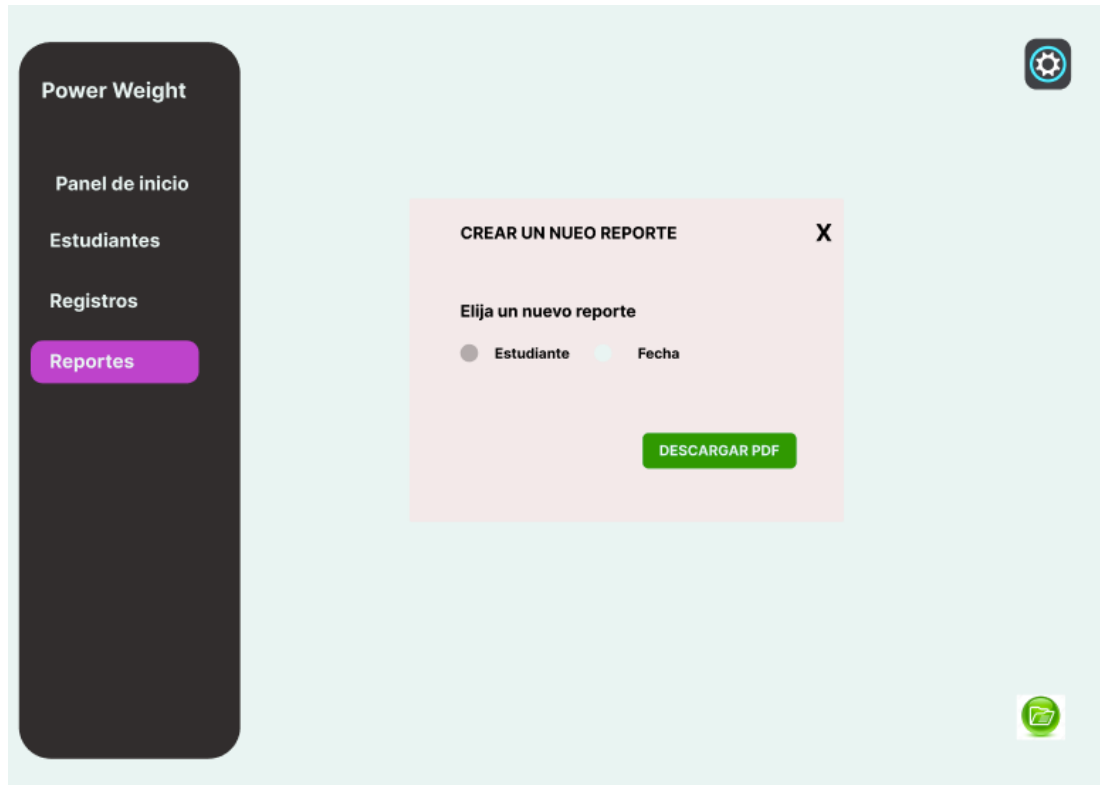 Power Weight
Panel de inicio
Estudiantes
Registros
Reportes
CREAR UN NUEO REPORTE
X
Elija un nuevo reporte
Estudiante
Fecha
DESCARGAR PDF